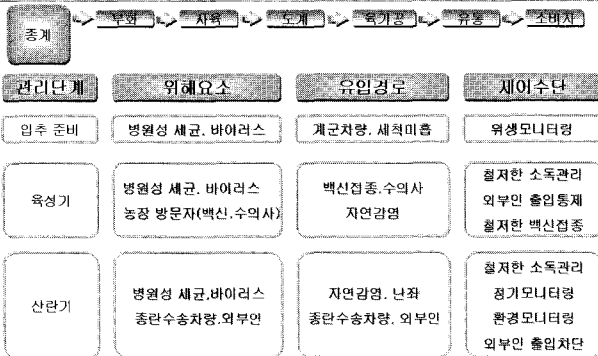 종계
부화
사육
도계
육가공
유통
소비자
관리단계
위해요소
유입경로
제어수단
입추 준비
병원성 세균, 바이러스
계군차량, 세척미흡
위생모니터링
육성기
병원성 세균, 바이러스
농장 방문자(백신,수의사)
백신접종,수의사
자연감염
철저한 소독관리
외부인 출입통제
철저한 백신접종
산란기
병원성 세균,바이러스
종란수송차량,외부인
자연감염, 난좌
종란수송차량, 외부인
철저한 소독관리
정기모니터링
환경모니터링
외부인 출입차단